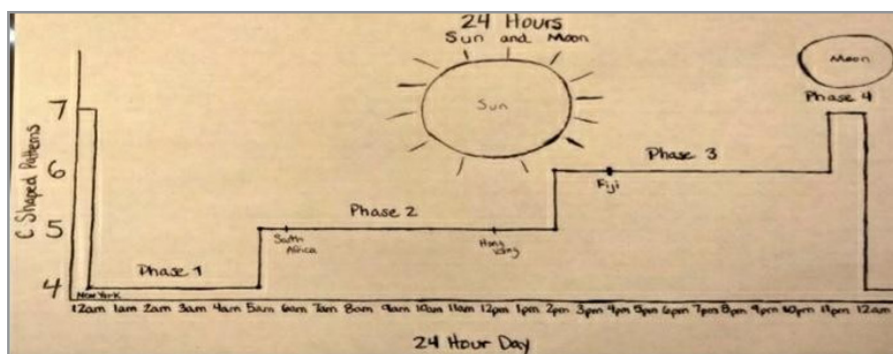 24 Hours
Sun and Moon
Sun
Moon
Phase 4
7
Phase 3
6
Fiji
C Shaped Patterns
Phase 2
5
South
Africa
Hong
Kong
Phase 1
4
New York
12am 1am 2am 3am 4am 5am 6am 7am 8am 9am 10am 11am 12pm 1pm 2pm 3pm 4pm 5pm 6pm 7pm 8pm 9pm 10pm 11pm 12am
24 Hour Day